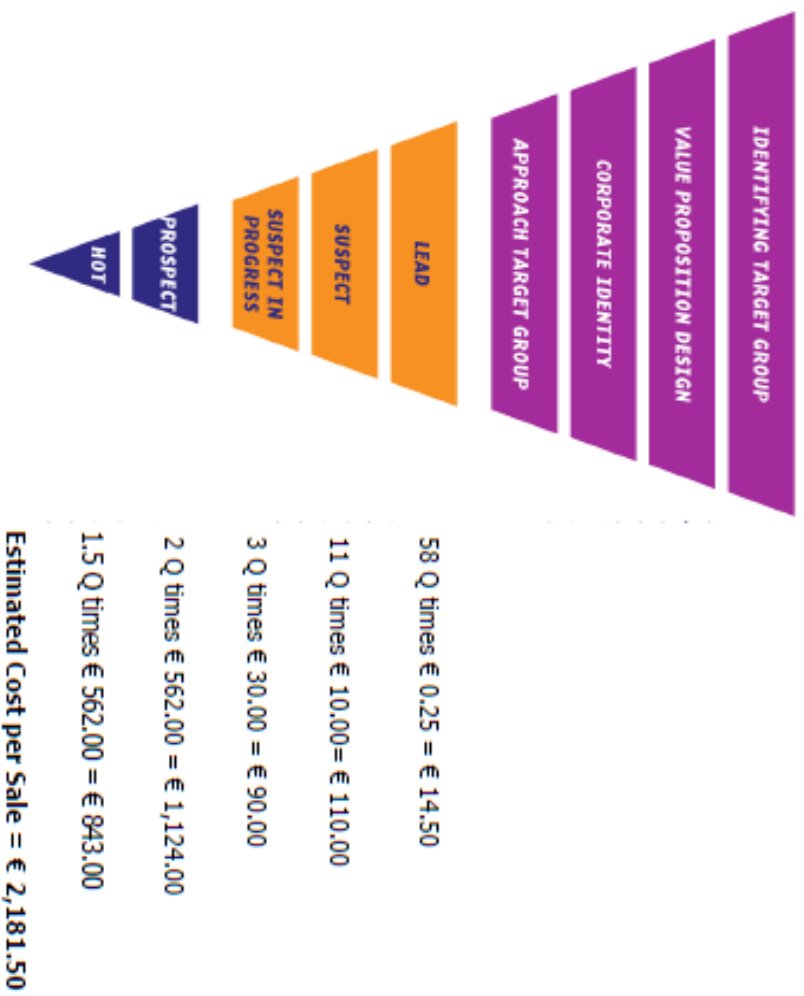 IDENTIFYING TARGET GROUP
VALUE PROPOSITION DESIGN
CORPORATE IDENTITY
APPROACH TARGET GROUP
LEAD
58 Q times € 0.25 = € 14.50
SUSPECT
11 Q times € 10.00= € 110.00
SUSPECT IN
PROGRESS
3 Q times € 30.00 = € 90.00
PROSPECT
2 Q times € 562.00 = € 1,124.00
HOT
1.5 Q times € 562.00 = € 843.00
Estimated Cost per Sale = € 2,181.50